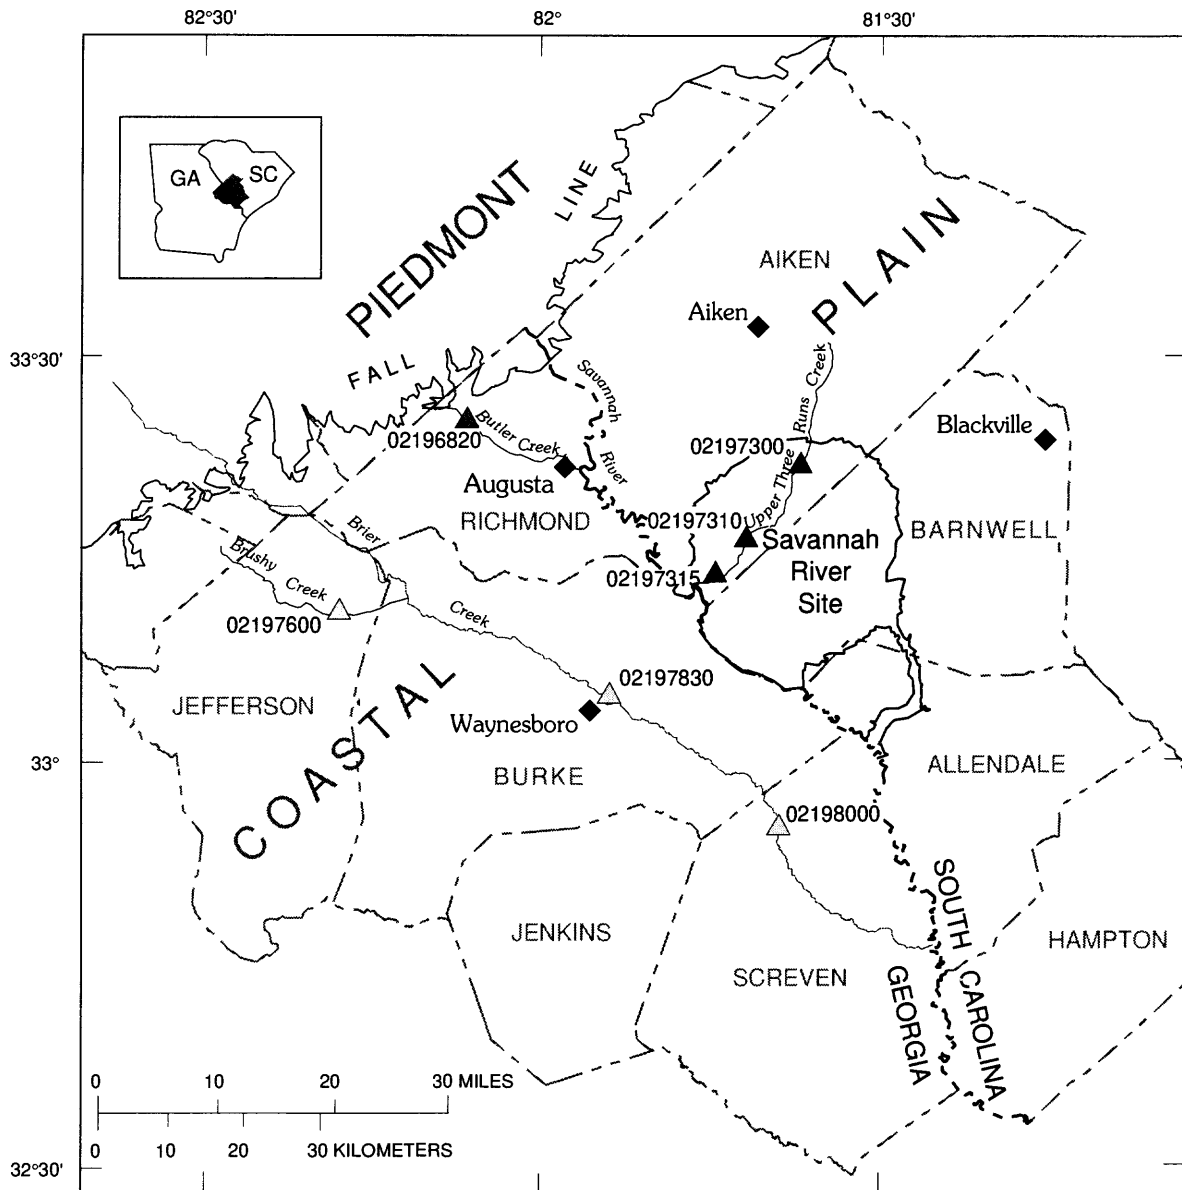 82°30'
82°
81°30'
GA
SC
PIEDMONT
FALL
LINE
COASTAL
PLAIN
AIKEN
Aiken
33°30'
Savannah
River
Butler Creek
02196820
Augusta
RICHMOND
Upper Three Runs Creek
02197300
02197310
02197315
Savannah
River
Site
Blackville
BARNWELL
Brier
Creek
Brushy
Creek
02197600
02197830
Waynesboro
JEFFERSON
BURKE
33°
ALLENDALE
02198000
JENKINS
SCREVEN
HAMPTON
SOUTH CAROLINA
GEORGIA
0 10 20 30 MILES
0 10 20 30 KILOMETERS
32°30'